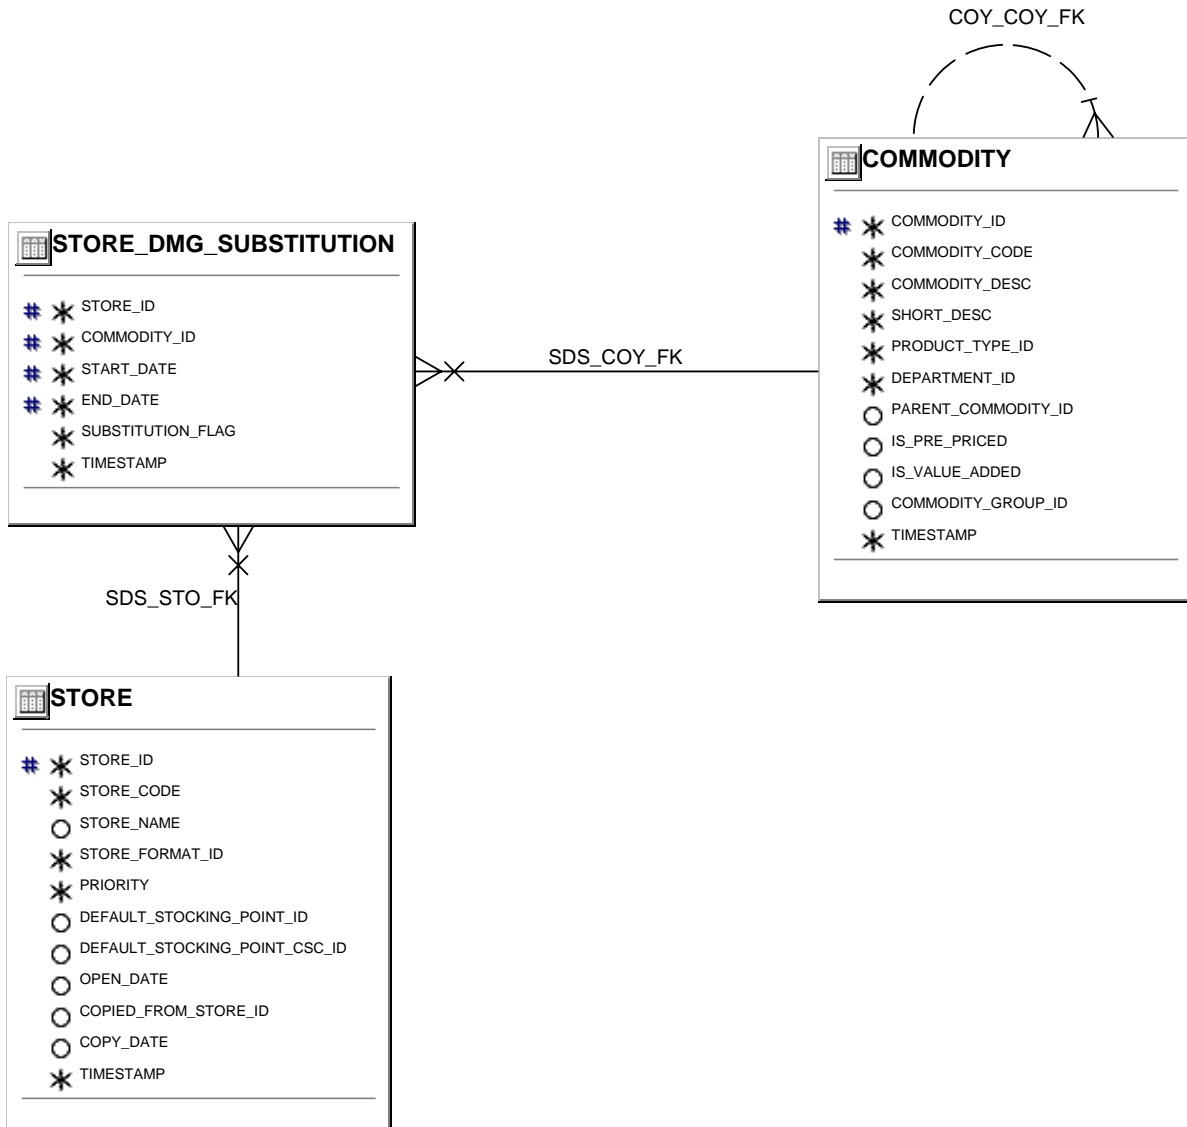 COY_COY_FK
COMMODITY
# * COMMODITY_ID
* COMMODITY_CODE
* COMMODITY_DESC
* SHORT_DESC
* PRODUCT_TYPE_ID
* DEPARTMENT_ID
O PARENT_COMMODITY_ID
O IS_PRE_PRICED
O IS_VALUE_ADDED
O COMMODITY_GROUP_ID
* TIMESTAMP
STORE_DMG_SUBSTITUTION
# * STORE_ID
# * COMMODITY_ID
# * START_DATE
# * END_DATE
* SUBSTITUTION_FLAG
* TIMESTAMP
SDS_COY_FK
SDS_STO_FK
STORE
# * STORE_ID
* STORE_CODE
O STORE_NAME
* STORE_FORMAT_ID
* PRIORITY
O DEFAULT_STOCKING_POINT_ID
O DEFAULT_STOCKING_POINT_CSC_ID
O OPEN_DATE
O COPIED_FROM_STORE_ID
O COPY_DATE
* TIMESTAMP